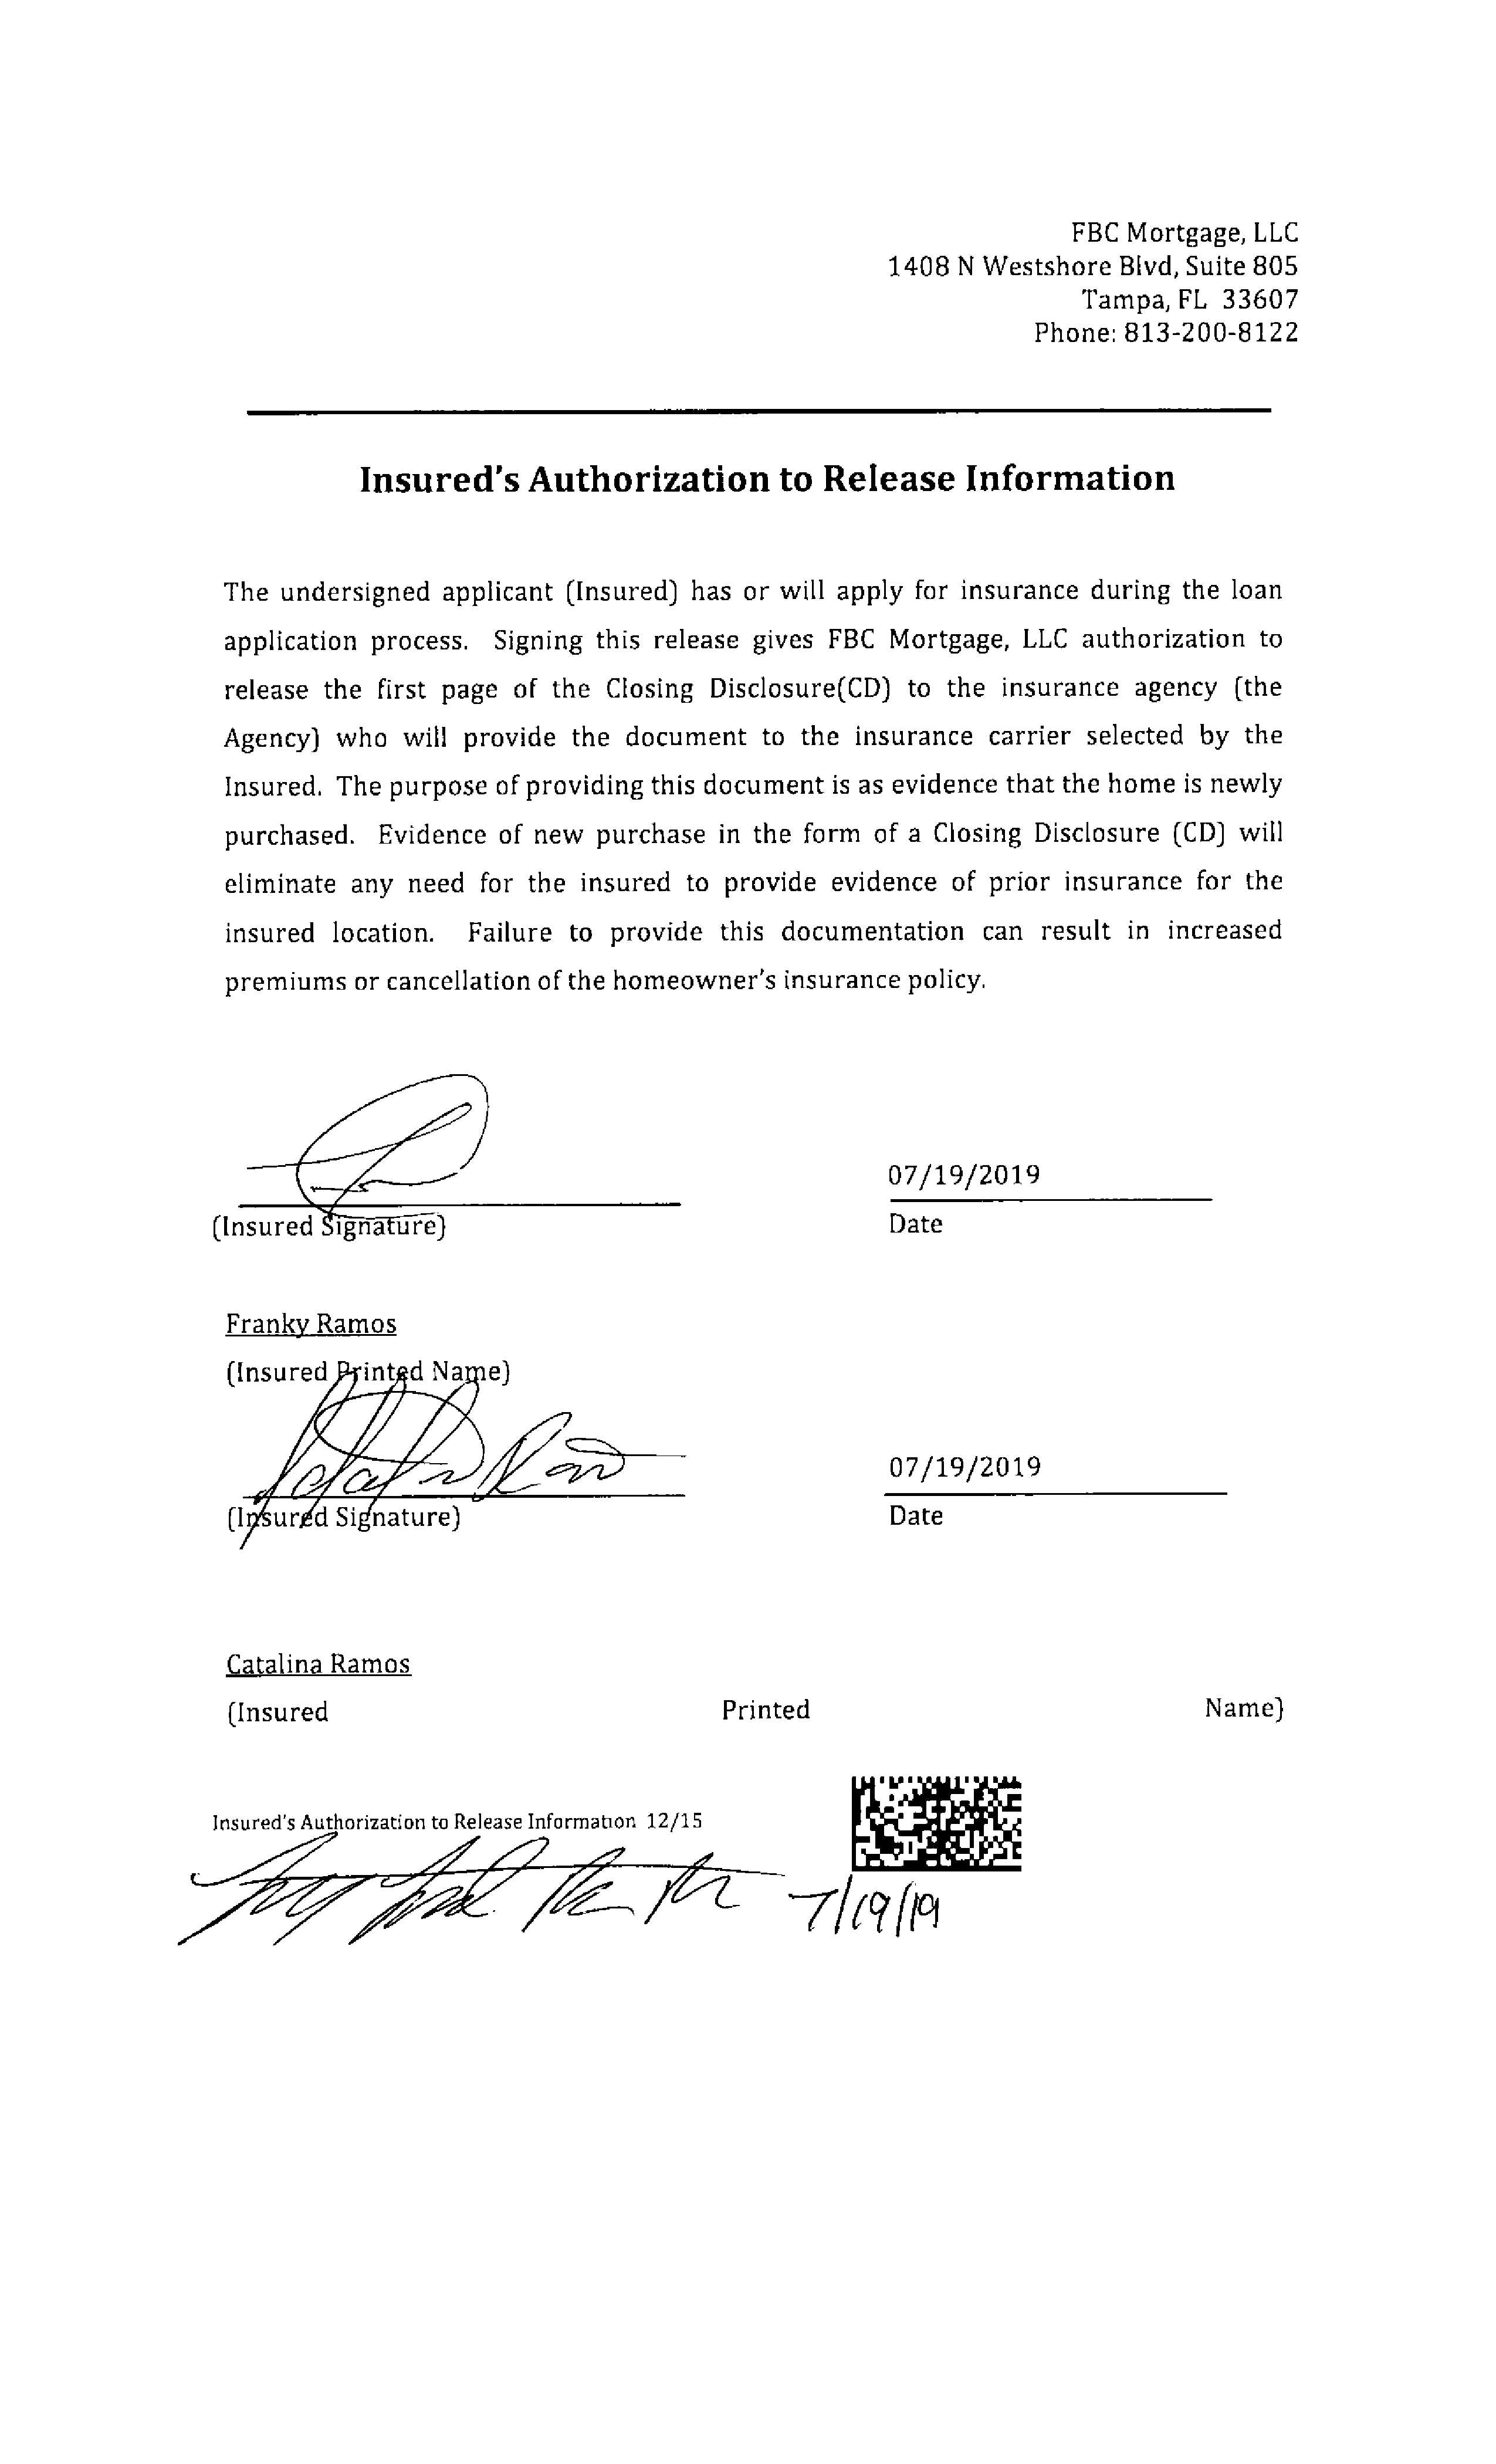 FBC Mortgage, LLC
1408 N Westshore Blvd, Suite 805
Tampa, FL 33607
Phone: 813-200-8122
Insured's Authorization to Release Information
The undersigned applicant (Insured) has or will apply for insurance during the loan
application process. Signing this release gives FBC Mortgage, LLC authorization to
release the first page of the Closing Disclosure(CD) to the insurance agency (the
Agency) who will provide the document to the insurance carrier selected by the
Insured. The purpose of providing this document is as evidence that the home is newly
purchased. Evidence of new purchase in the form of a Closing Disclosure (CD) will
eliminate any need for the insured to provide evidence of prior insurance for the
insured location. Failure to provide this documentation can result in increased
premiums or cancellation of the homeowner's insurance policy.
07/19/2019
(Insured Signature) Date
Franky Ramos
(Insured Printed Name)
07/19/2019
(Insured Signature) Date
Catalina Ramos
(Insured Printed Name)
Insured's Authorization to Release Information 12/15
7/19/19